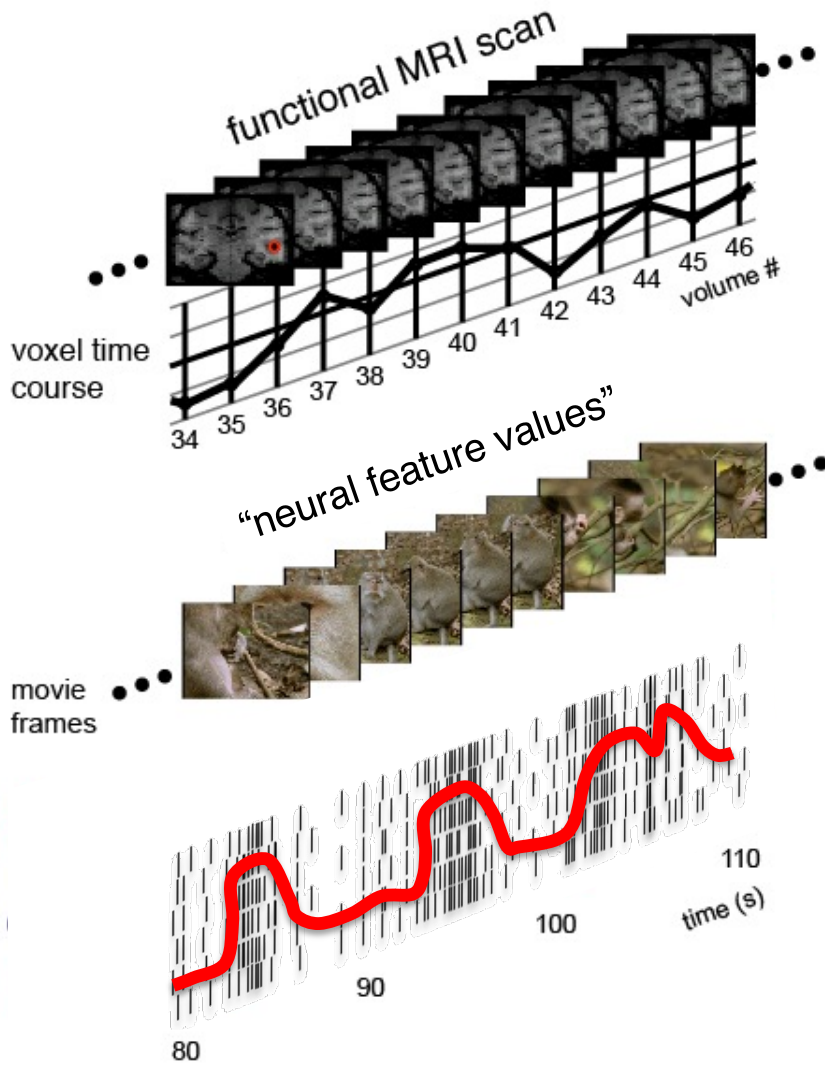 functional MRI scan
voxel time
course
34 35 36 37 38 39 40 41 42 43 44 45 46
volume #
“neural feature values”
movie
frames
80 90 100 110
time (s)